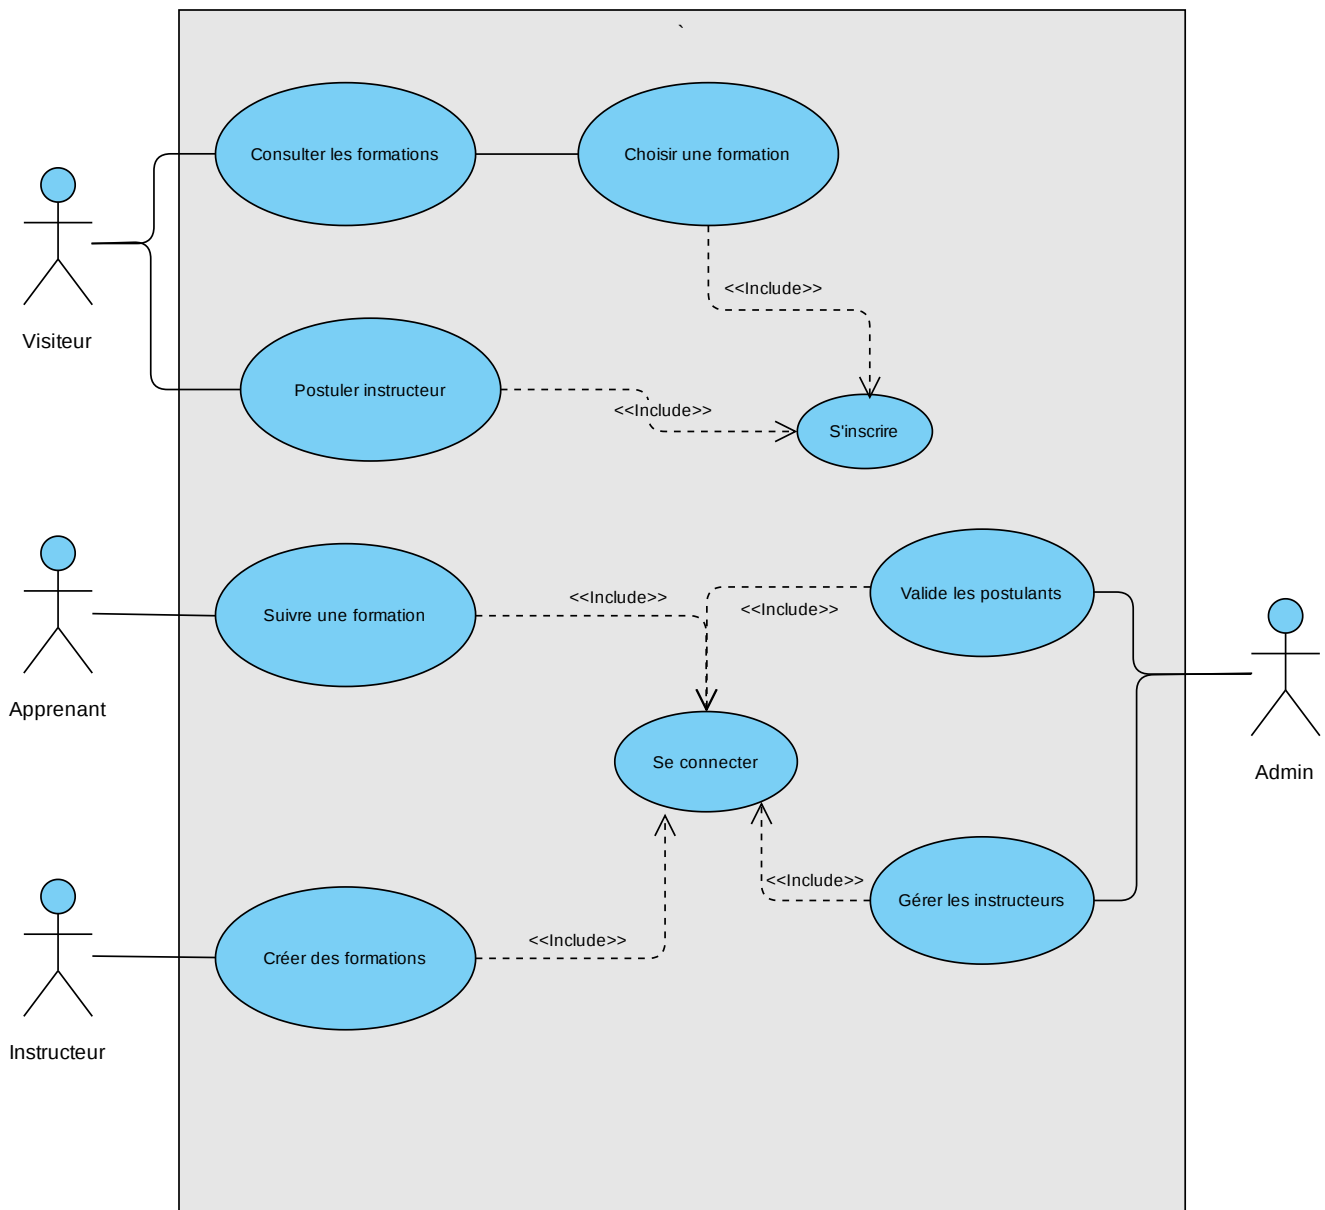 `
Consulter les formations
Choisir une formation
<<Include>>
Visiteur
Postuler instructeur
<<Include>>
S'inscrire
Suivre une formation
<<Include>>
<<Include>>
Valide les postulants
Apprenant
Se connecter
Admin
<<Include>>
Gérer les instructeurs
Créer des formations
<<Include>>
Instructeur